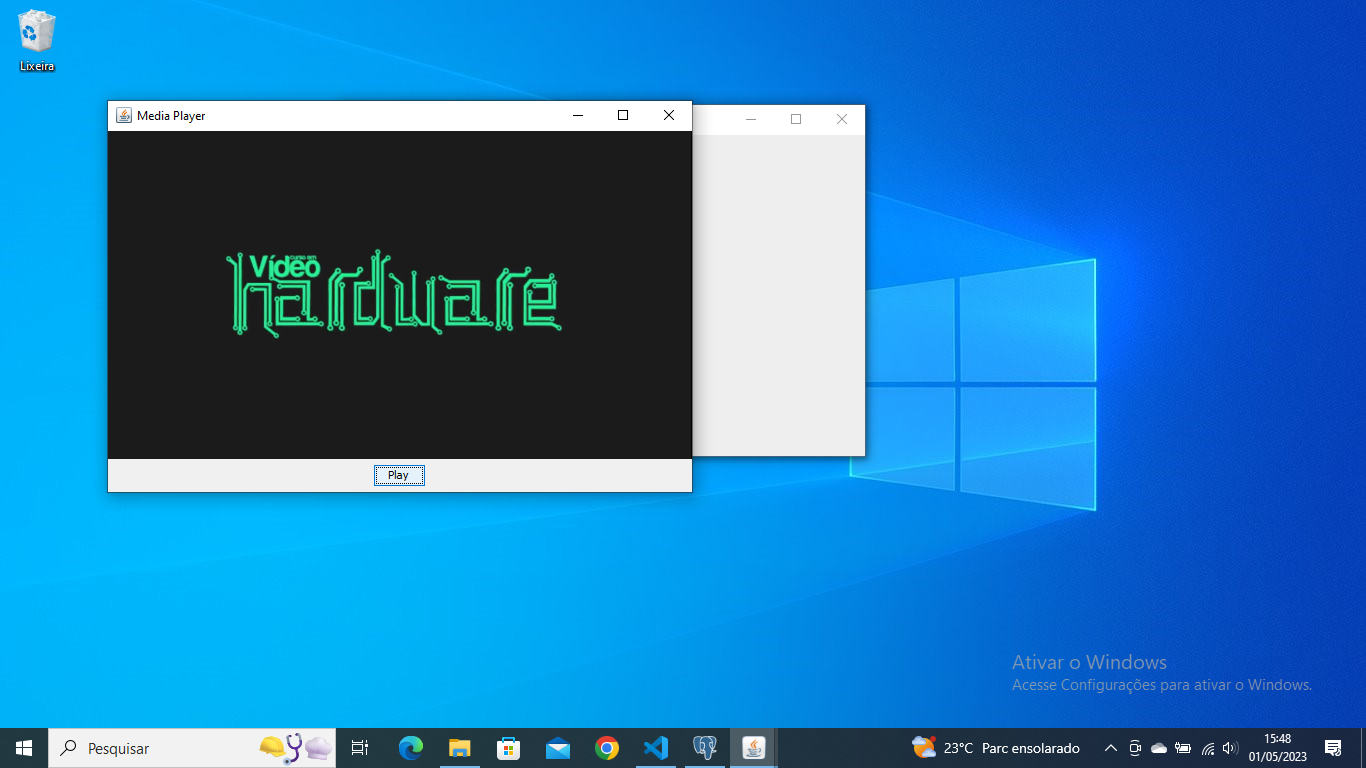 Lixeira
Media Player
curso em
Vídeo
hardware
Play
Ativar o Windows
Acesse Configurações para ativar o Windows.
Pesquisar
23°C Parc ensolarado
15:48
01/05/2023